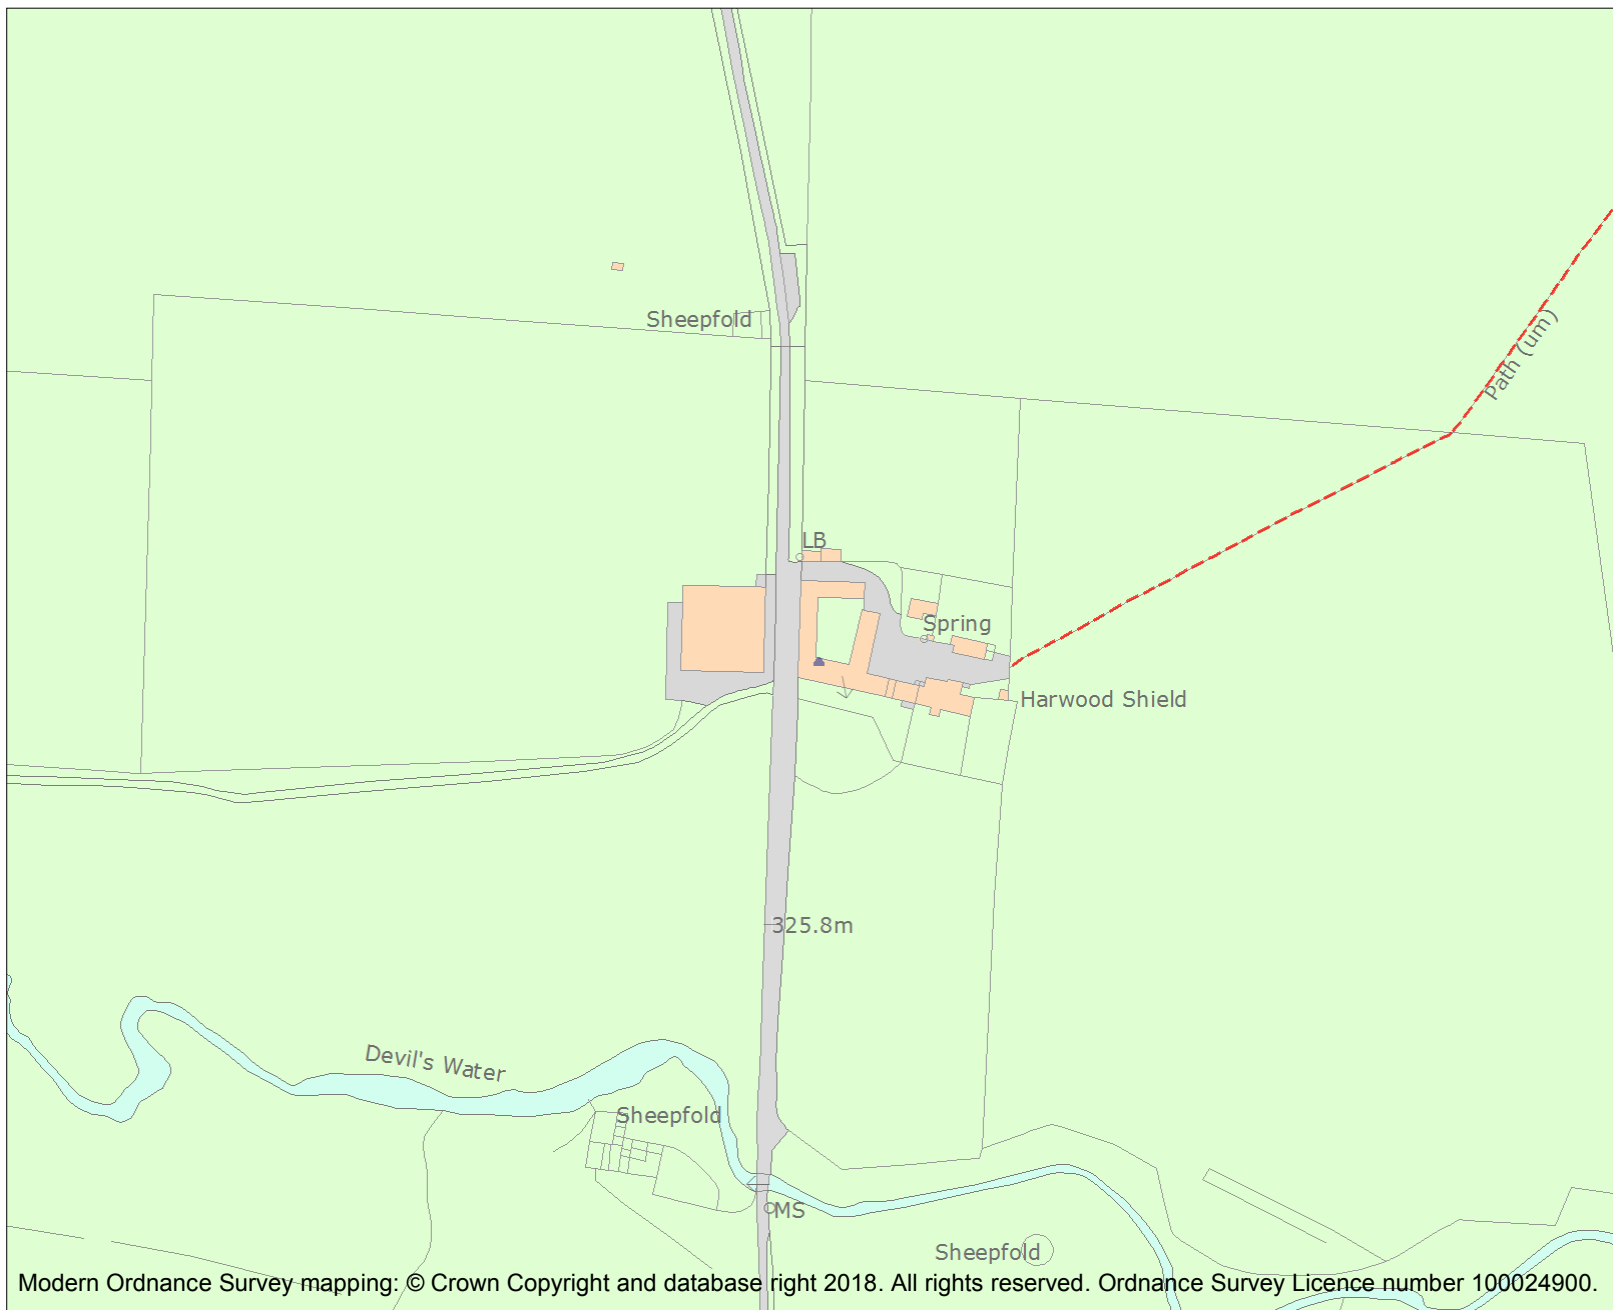 Sheepfold
Path (um)
LB
Spring
Harwood Shield
325.8m
Devil's Water
Sheepfold
MS
Sheepfold
Modern Ordnance Survey mapping: © Crown Copyright and database right 2018. All rights reserved. Ordnance Survey Licence number 100024900.